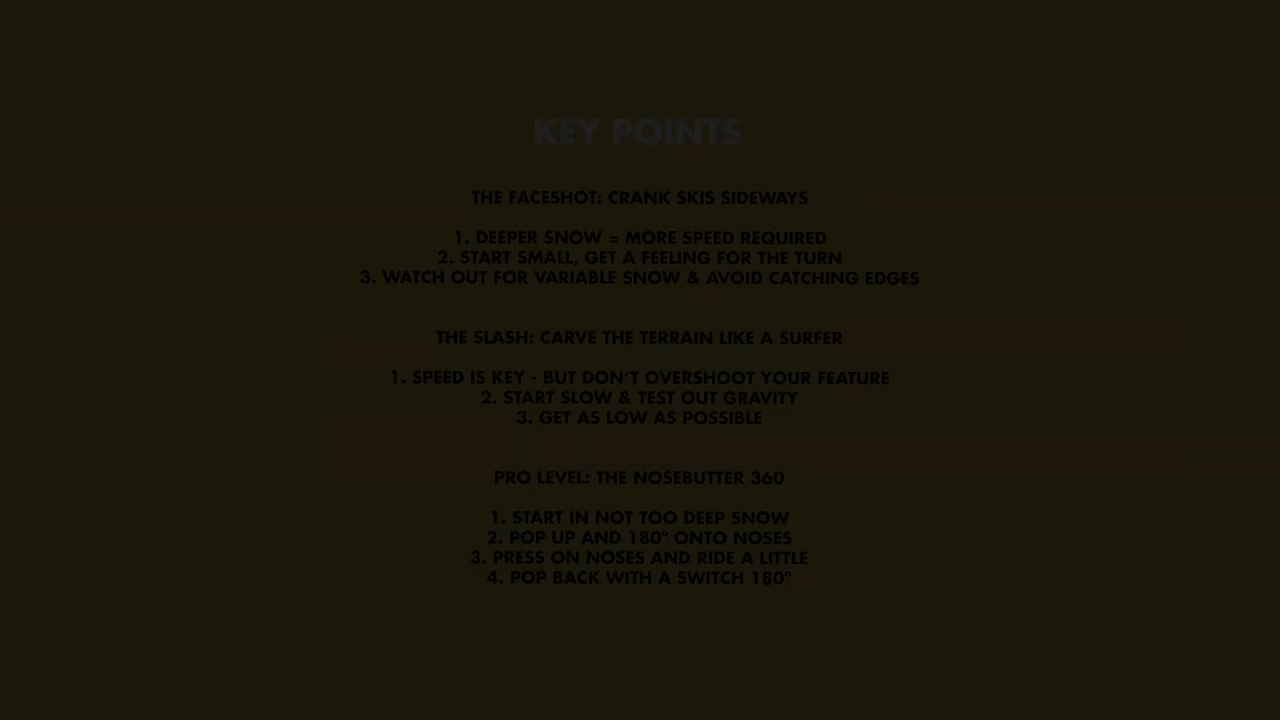 KEY POINTS
THE FACESHOT: CRANK SKIS SIDEWAYS
1. DEEPER SNOW = MORE SPEED REQUIRED
2. START SMALL, GET A FEELING FOR THE TURN
3. WATCH OUT FOR VARIABLE SNOW & AVOID CATCHING EDGES
THE SLASH: CARVE THE TERRAIN LIKE A SURFER
1. SPEED IS KEY - BUT DON'T OVERSHOOT YOUR FEATURE
2. START SLOW & TEST OUT GRAVITY
3. GET AS LOW AS POSSIBLE
PRO LEVEL: THE NOSEBUTTER 360
1. START IN NOT TOO DEEP SNOW
2. POP UP AND 180° ONTO NOSES
3. PRESS ON NOSES AND RIDE A LITTLE
4. POP BACK WITH A SWITCH 180°